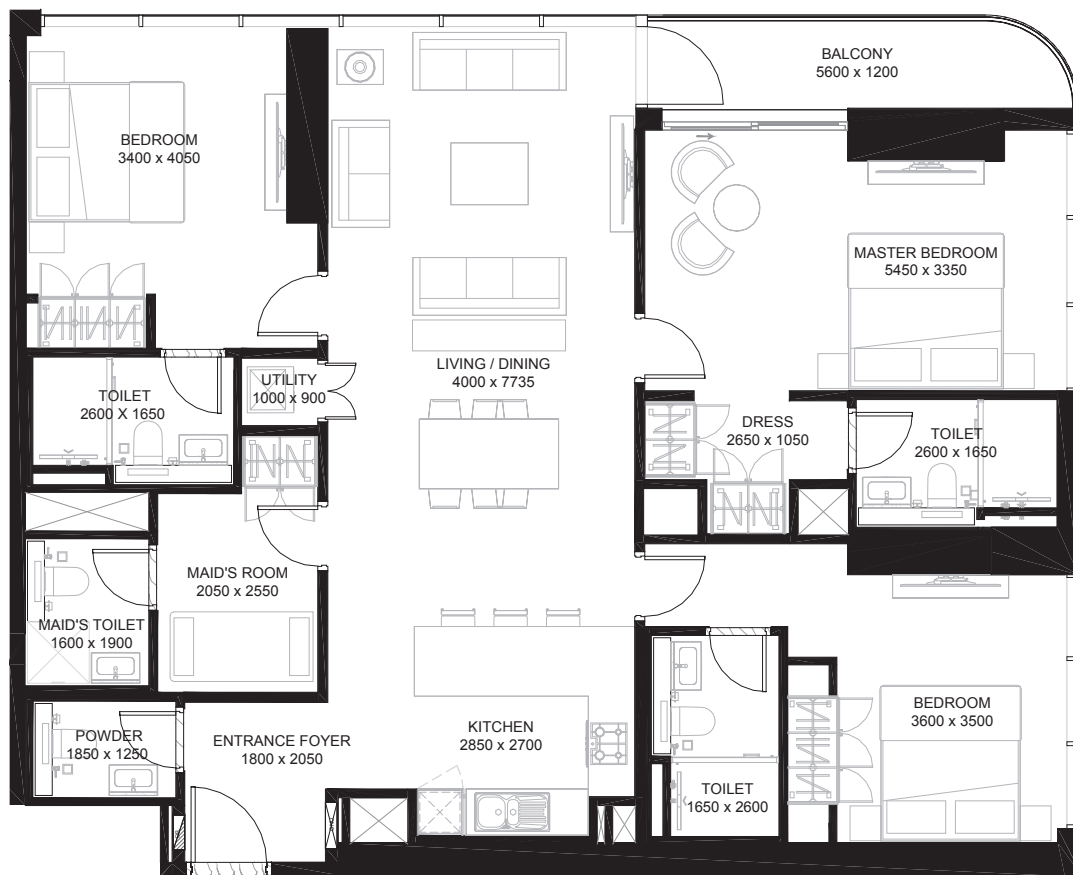 BALCONY
5600 x 1200
BEDROOM
3400 x 4050
MASTER BEDROOM
5450 x 3350
LIVING / DINING
4000 x 7735
UTILITY
1000 x 900
TOILET
2600 X 1650
DRESS
2650 x 1050
TOILET
2600 x 1650
MAID'S ROOM
2050 x 2550
MAID'S TOILET
1600 x 1900
BEDROOM
3600 x 3500
POWDER
1850 x 1250
ENTRANCE FOYER
1800 x 2050
KITCHEN
2850 x 2700
TOILET
1650 x 2600